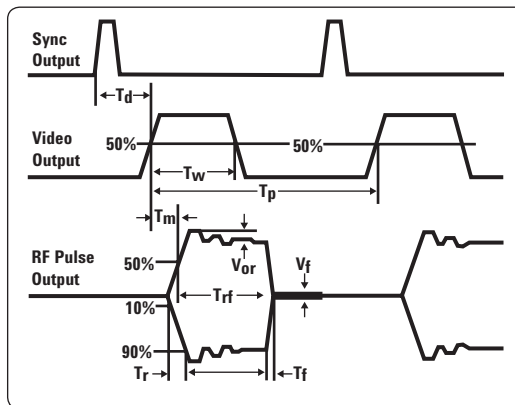 Sync
Output
Td
Video
Output
50%
50%
Tw
Tp
Tm
RF Pulse
Output
50%
Vor
Vf
Trf
10%
90%
Tr
Tf